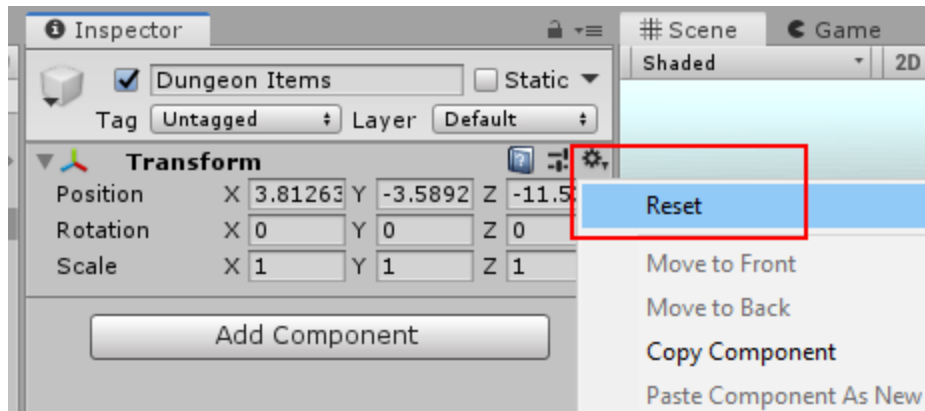 Inspector
# Scene
Game
Dungeon Items
Static
Shaded
2D
Tag Untagged Layer Default
Transform
Position X 3.81263 Y -3.5892 Z -11.5
Rotation X 0 Y 0 Z 0
Scale X 1 Y 1 Z 1
Add Component
Reset
Move to Front
Move to Back
Copy Component
Paste Component As New